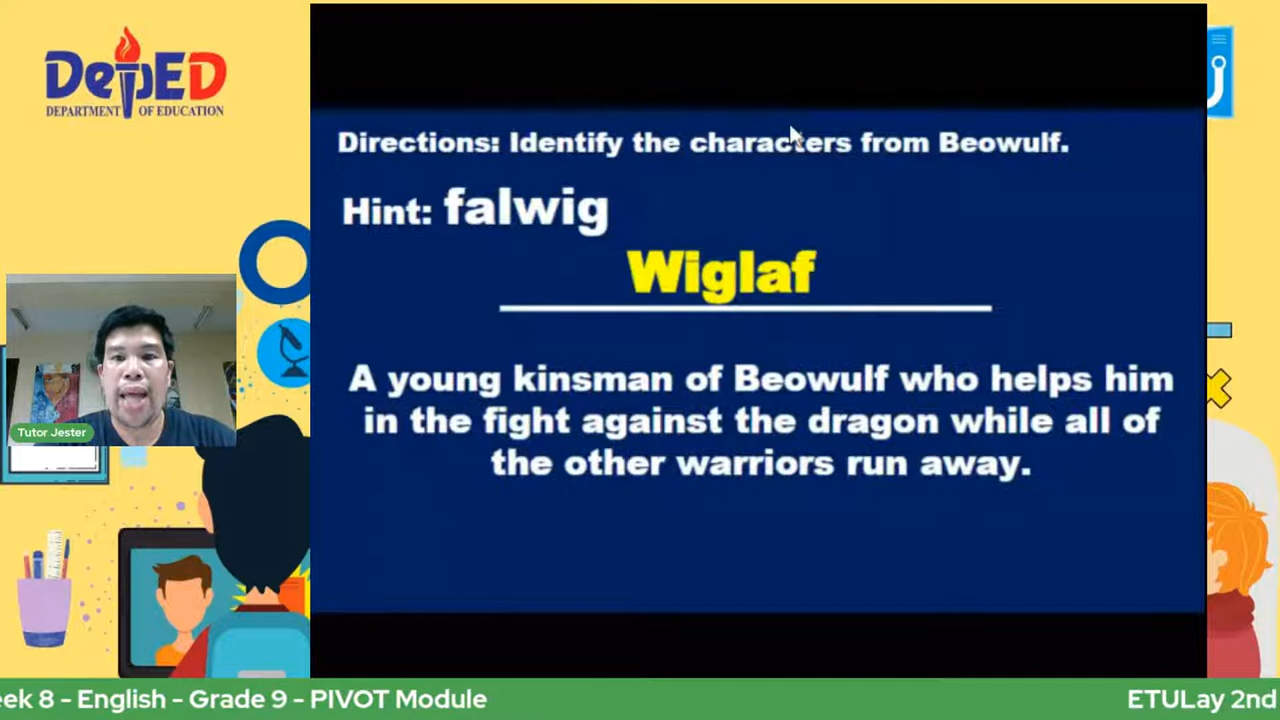 DepED
DEPARTMENT OF EDUCATION
Directions: Identify the characters from Beowulf.
Hint: falwig
Wiglaf
A young kinsman of Beowulf who helps him
in the fight against the dragon while all of
the other warriors run away.
Tutor Jester
eek 8 - English - Grade 9 - PIVOT Module
ETULay 2nd